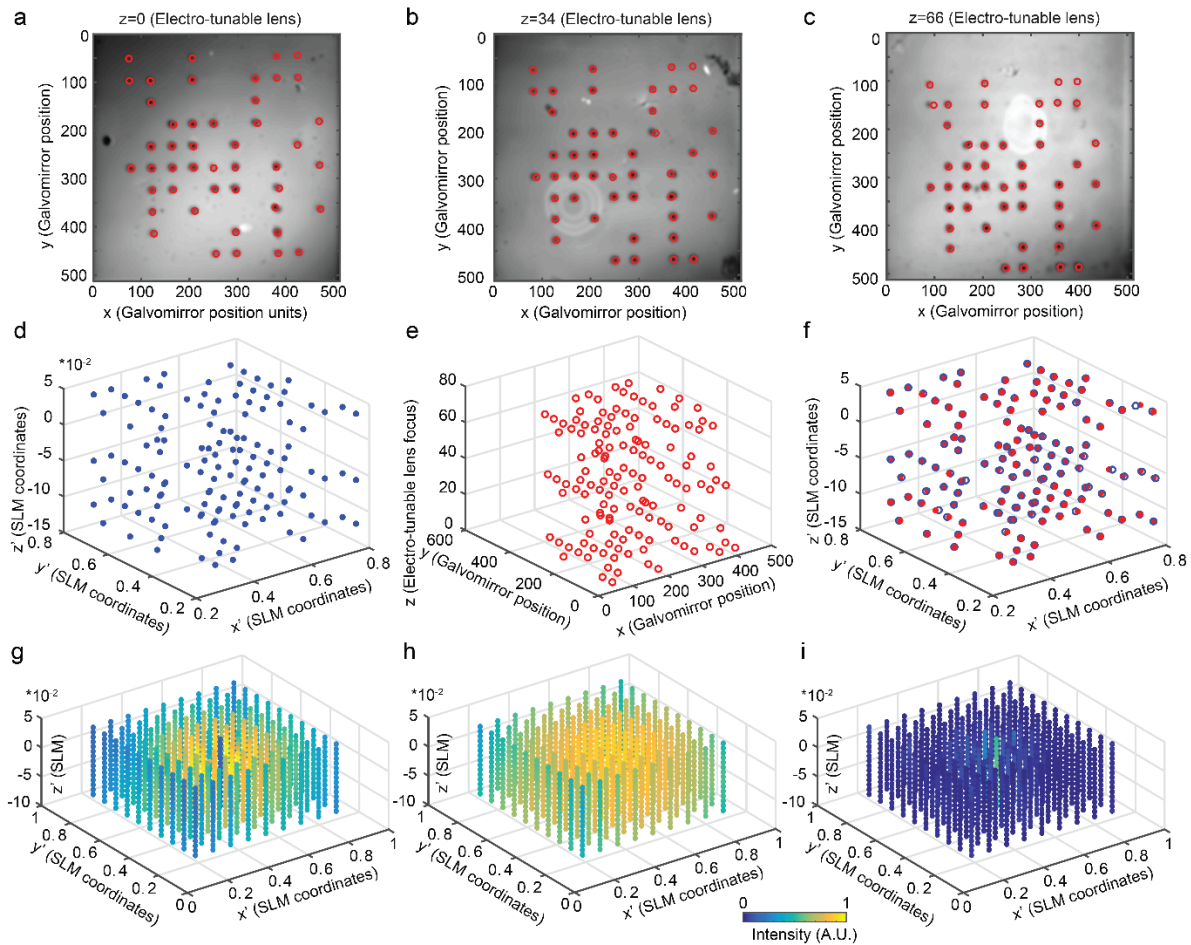 a z=0 (Electro-tunable lens)
0
100
200
300
400
500
y (Galvomirror position)
0 100 200 300 400 500
x (Galvomirror position units)
b z=34 (Electro-tunable lens)
0
100
200
300
400
500
y (Galvomirror position)
0 100 200 300 400 500
x (Galvomirror position)
c z=66 (Electro-tunable lens)
0
100
200
300
400
500
y (Galvomirror position)
0 100 200 300 400 500
x (Galvomirror position)
d
*10⁻²
5
0
-5
-10
-15
z' (SLM coordinates)
0.8
0.6
0.4
0.2
y' (SLM coordinates)
0.2 0.4 0.6 0.8
x' (SLM coordinates)
e
80
60
40
20
0
z (Electro-tunable lens focus)
600
400
200
0
y (Galvomirror position)
0 100 200 300 400 500
x (Galvomirror position)
f
5
0
-5
-10
-15
z' (SLM coordinates)
0.8
0.6
0.4
0.2
y' (SLM coordinates)
0.2 0.4 0.6 0.8
x' (SLM coordinates)
g
*10⁻²
5
0
-5
-10
z' (SLM)
1
0.8
0.6
0.4
0.2
0
y' (SLM coordinates)
0 0.2 0.4 0.6 0.8 1
x' (SLM coordinates)
h
*10⁻²
5
0
-5
-10
z' (SLM)
1
0.8
0.6
0.4
0.2
0
y' (SLM coordinates)
0 0.2 0.4 0.6 0.8 1
x' (SLM coordinates)
i
*10⁻²
5
0
-5
-10
z' (SLM)
1
0.8
0.6
0.4
0.2
0
y' (SLM coordinates)
0 0.2 0.4 0.6 0.8 1
x' (SLM coordinates)
0 1
Intensity (A.U.)